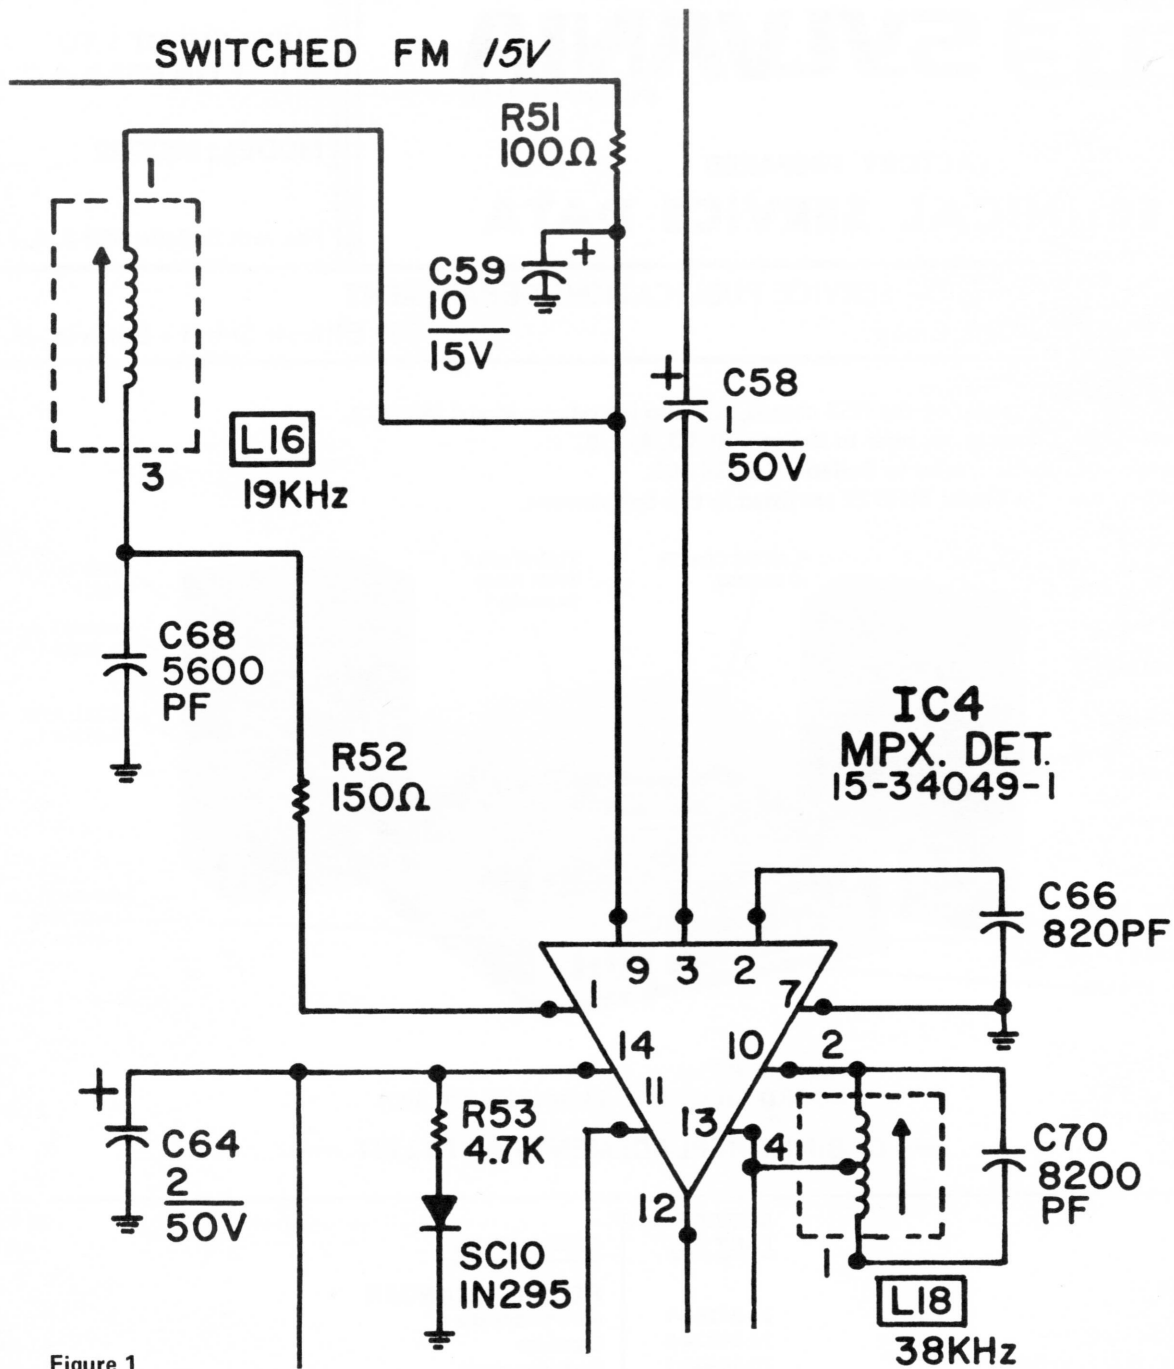 SWITCHED FM 15V
R51
100Ω
1
+
C59
10
15V
+
C58
1
50V
L16
3
19KHz
C68
5600
PF
IC4
MPX. DET.
15-34049-1
R52
150Ω
C66
820PF
9 3 2
1
7
14
10
2
+
11
R53
4.7K
13
4
C64
2
50V
C70
8200
PF
12
SC10
1N295
1
L18
38KHz
Figure 1